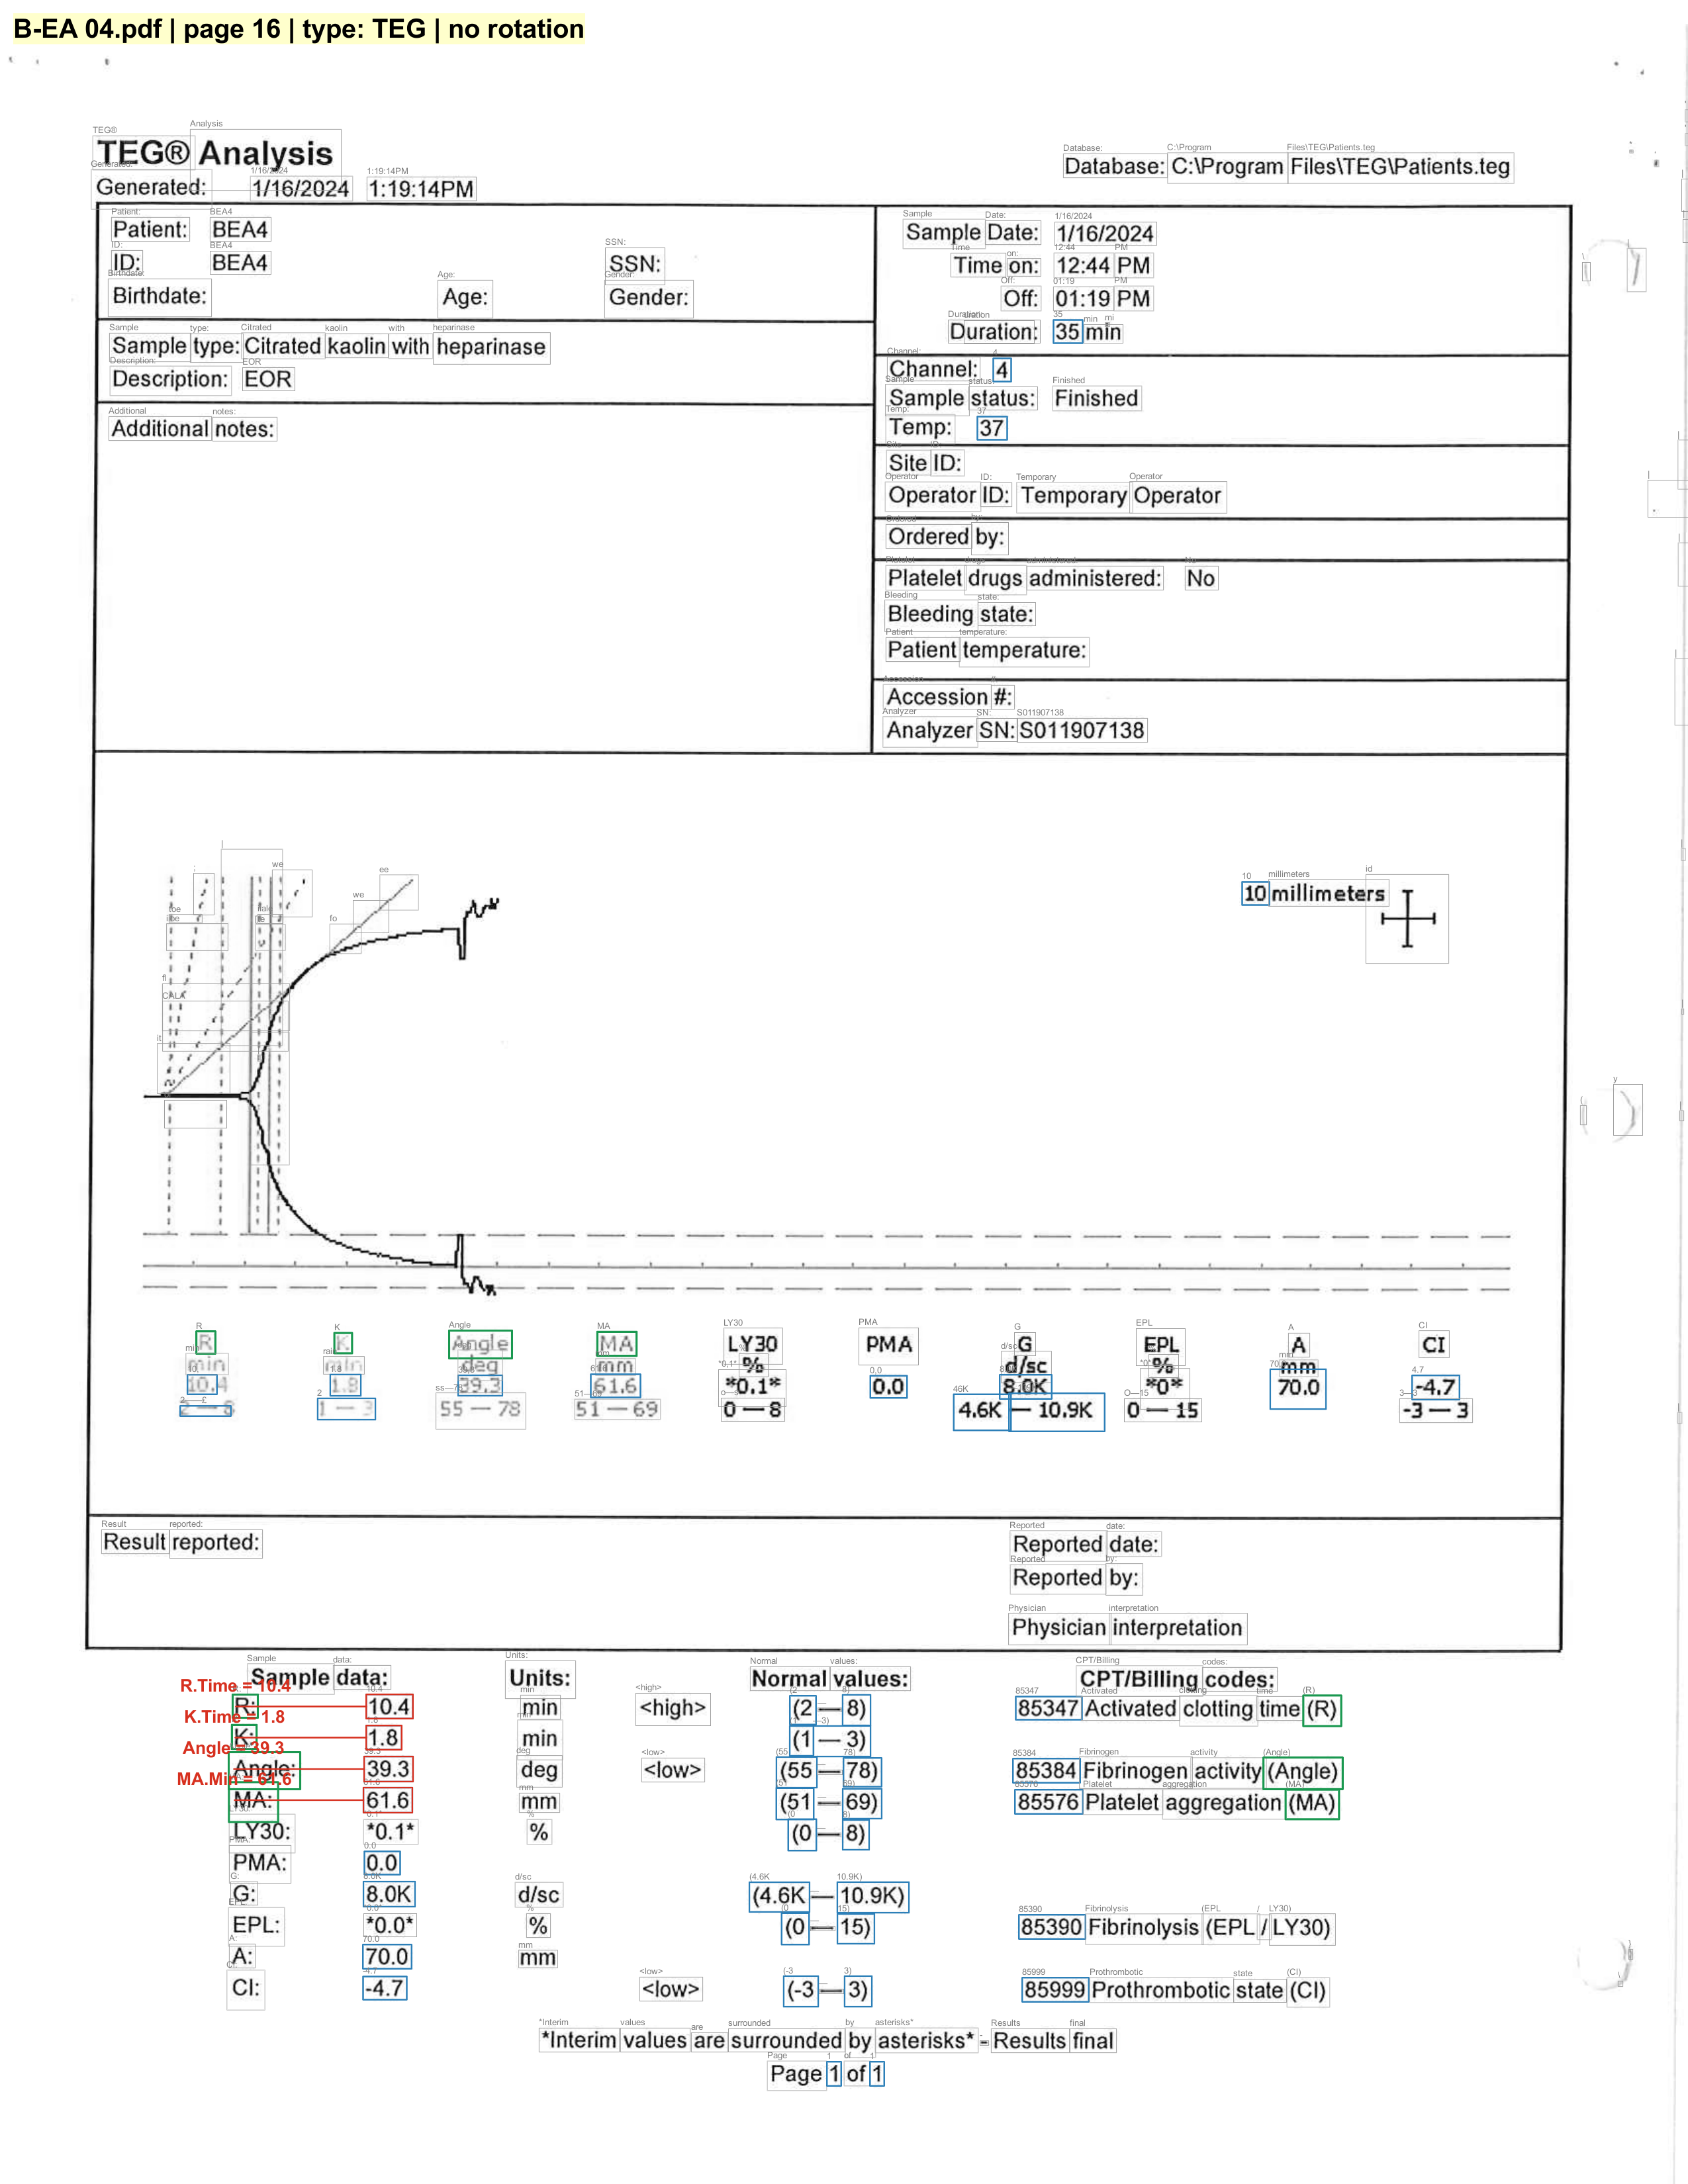 B-EA 04.pdf | page 16 | type: TEG | no rotation
TEG® Analysis
Generated: 1/16/2024 1:19:14PM
Database: C:\Program Files\TEG\Patients.teg
Patient: BEA4
ID: BEA4
SSN:
Birthdate:
Age:
Gender:
Sample type: Citrated kaolin with heparinase
Description: EOR
Additional notes:
Sample Date: 1/16/2024
Time on: 12:44 PM
Off: 01:19 PM
Duration: 35 min
Channel: 4
Sample status: Finished
Temp: 37
Site ID:
Operator ID: Temporary Operator
Ordered by:
Platelet drugs administered: No
Bleeding state:
Patient temperature:
Accession #:
Analyzer SN: S011907138
10 millimeters
R K Angle MA LY30 PMA G EPL A CI
min min deg mm % d/sc % mm
10.4 1.8 39.3 61.6 *0.1* 0.0 8.0K *0* 70.0 -4.7
2 — 8 1 — 3 55 — 78 51 — 69 0 — 8 4.6K — 10.9K 0 — 15 -3 — 3
Result reported:
Reported date:
Reported by:
Physician interpretation
Sample data: Units: Normal values: CPT/Billing codes:
R.Time = 10.4
R: 10.4 min <high> (2 — 8) 85347 Activated clotting time (R)
K.Time = 1.8
K: 1.8 min (1 — 3)
Angle = 39.3
Angle: 39.3 deg <low> (55 — 78) 85384 Fibrinogen activity (Angle)
MA.Min = 61.6
MA: 61.6 mm (51 — 69) 85576 Platelet aggregation (MA)
LY30: *0.1* % (0 — 8)
PMA: 0.0
G: 8.0K d/sc (4.6K — 10.9K)
EPL: *0.0* % (0 — 15) 85390 Fibrinolysis (EPL / LY30)
A: 70.0 mm
CI: -4.7 <low> (-3 — 3) 85999 Prothrombotic state (CI)
*Interim values are surrounded by asterisks* - Results final
Page 1 of 1